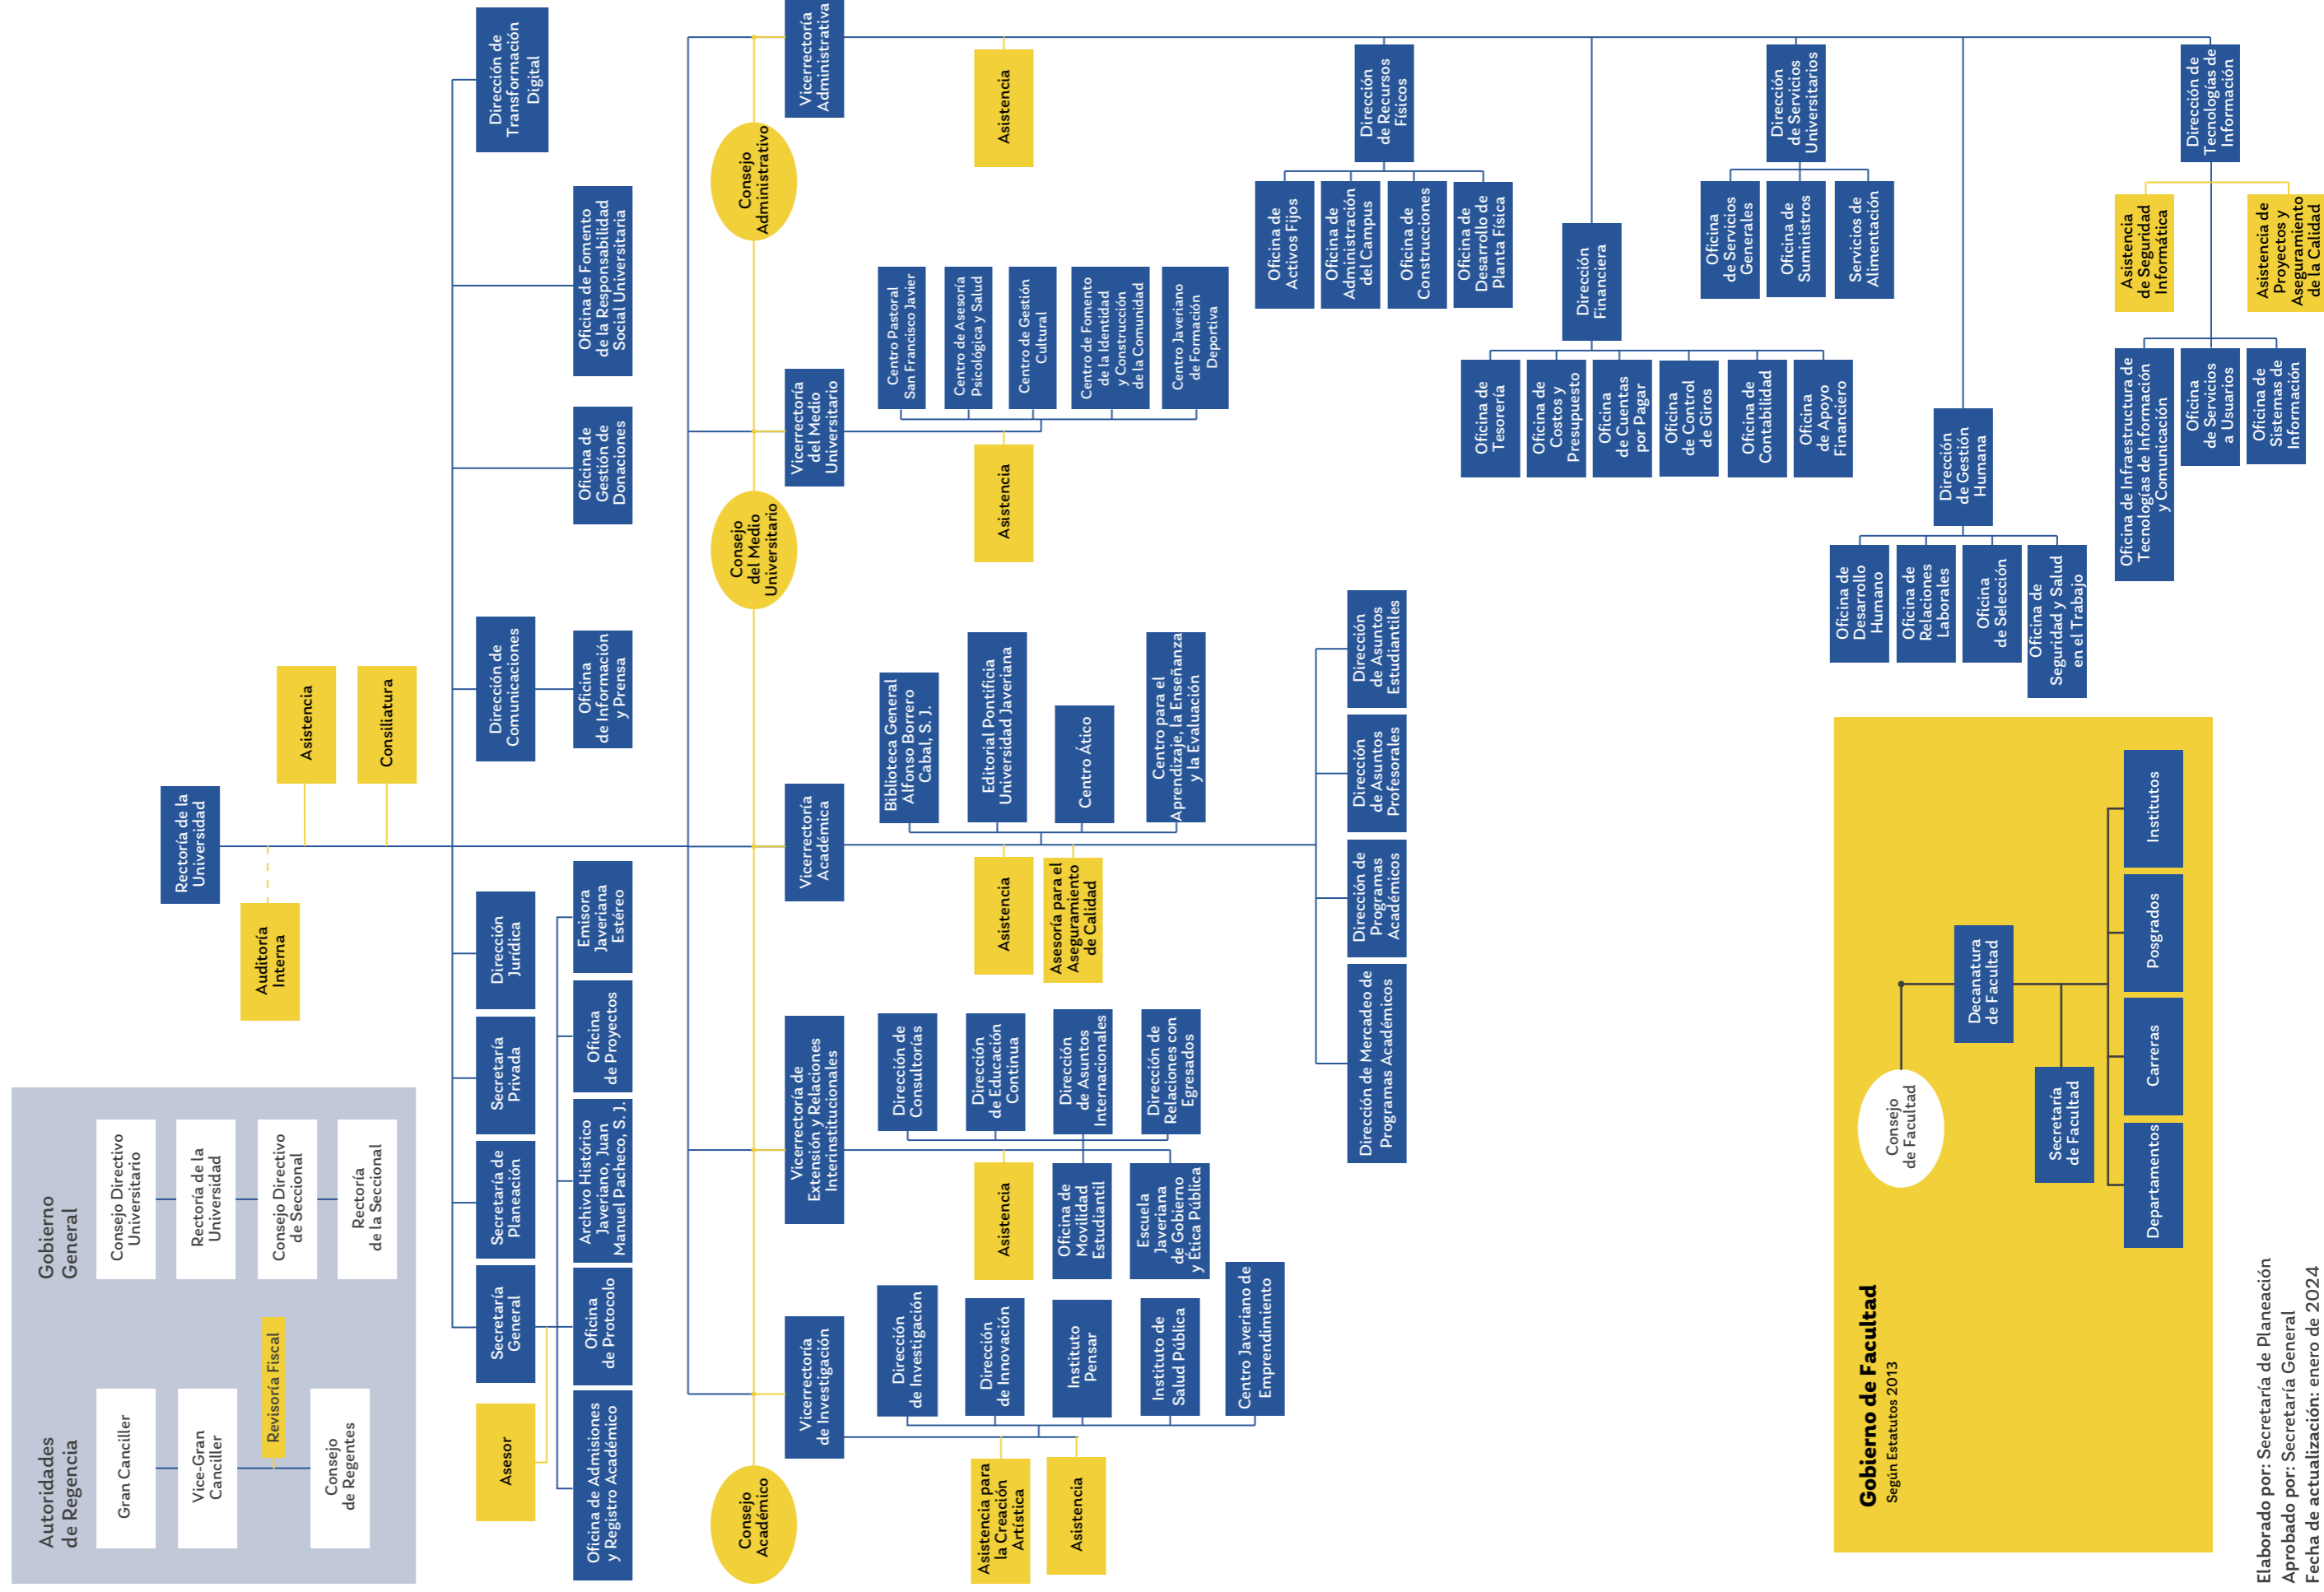 Autoridades
de Regencia
Gran Canciller
Vice-Gran
Canciller
Revisoría Fiscal
Consejo
de Regentes
Gobierno
General
Consejo Directivo
Universitario
Rectoría de la
Universidad
Consejo Directivo
de Seccional
Rectoría
de la Seccional
Rectoría de la
Universidad
Auditoría
Interna
Asistencia
Consiliatura
Secretaría
General
Secretaría de
Planeación
Secretaría
Privada
Dirección
Jurídica
Dirección de
Comunicaciones
Dirección de
Transformación
Digital
Asesor
Oficina de Admisiones
y Registro Académico
Oficina
de Protocolo
Archivo Histórico
Javeriano, Juan
Manuel Pacheco, S. J.
Oficina
de Proyectos
Emisora
Javeriana
Estéreo
Oficina
de Información
y Prensa
Oficina de
Gestión de
Donaciones
Oficina de Fomento
de la Responsabilidad
Social Universitaria
Consejo
Académico
Consejo
del Medio
Universitario
Consejo
Administrativo
Vicerrectoría
de Investigación
Vicerrectoría de
Extensión y Relaciones
Interinstitucionales
Vicerrectoría
Académica
Vicerrectoría
del Medio
Universitario
Vicerrectoría
Administrativa
Dirección
de Investigación
Dirección
de Innovación
Instituto
Pensar
Instituto de
Salud Pública
Centro Javeriano de
Emprendimiento
Asistencia para
la Creación
Artística
Asistencia
Dirección de
Consultorías
Dirección
de Educación
Continua
Dirección
de Asuntos
Internacionales
Dirección de
Relaciones con
Egresados
Asistencia
Oficina de
Movilidad
Estudiantil
Escuela
Javeriana
de Gobierno
y Ética Pública
Biblioteca General
Alfonso Borrero
Cabal, S. J.
Editorial Pontificia
Universidad Javeriana
Centro Ático
Centro para el
Aprendizaje, la Enseñanza
y la Evaluación
Asistencia
Asesoría para el
Aseguramiento
de Calidad
Dirección de Mercadeo de
Programas Académicos
Dirección de
Programas
Académicos
Dirección
de Asuntos
Profesorales
Dirección
de Asuntos
Estudiantiles
Centro Pastoral
San Francisco Javier
Centro de Asesoría
Psicológica y Salud
Centro de Gestión
Cultural
Centro de Fomento
de la Identidad
y Construcción
de la Comunidad
Centro Javeriano
de Formación
Deportiva
Asistencia
Asistencia
Dirección
de Recursos
Físicos
Oficina de
Activos Fijos
Oficina de
Administración
del Campus
Oficina de
Construcciones
Oficina de
Desarrollo de
Planta Física
Dirección
Financiera
Oficina de
Tesorería
Oficina de
Costos y
Presupuesto
Oficina
de Cuentas
por Pagar
Oficina
de Control
de Giros
Oficina de
Contabilidad
Oficina
de Apoyo
Financiero
Dirección
de Servicios
Universitarios
Oficina
de Servicios
Generales
Oficina de
Suministros
Servicios de
Alimentación
Dirección
de Gestión
Humana
Oficina de
Desarrollo
Humano
Oficina de
Relaciones
Laborales
Oficina
de Selección
Oficina de
Seguridad y Salud
en el Trabajo
Dirección de
Tecnologías de
Información
Asistencia
de Seguridad
Informática
Asistencia de
Proyectos y
Aseguramiento
de la Calidad
Oficina de Infraestructura de
Tecnologías de Información
y Comunicación
Oficina
de Servicios
a Usuarios
Oficina de
Sistemas de
Información
Gobierno de Facultad
Según Estatutos 2013
Consejo
de Facultad
Decanatura
de Facultad
Secretaría
de Facultad
Departamentos
Carreras
Posgrados
Institutos
Elaborado por: Secretaría de Planeación
Aprobado por: Secretaría General
Fecha de actualización: enero de 2024